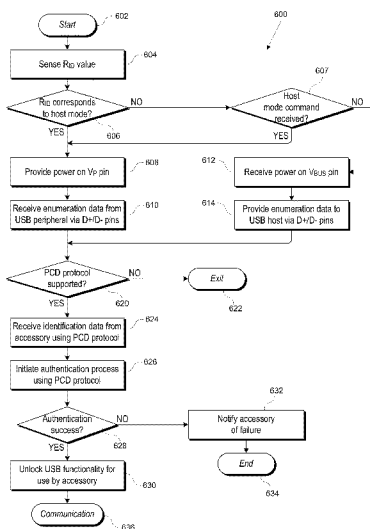 Start
602
600
Sense RID value
604
RID corresponds
to host mode?
NO
606
YES
Host
mode command
received?
607
NO
YES
Provide power on VP pin
608
612
Receive power on VBUS pin
Receive enumeration data from
USB peripheral via D+/D- pins
610
614
Provide enumeration data to
USB host via D+/D- pins
PCD protocol
supported?
NO
620
YES
Exit
622
Receive identification data from
accessory using PCD protocol
624
Initiate authentication process
using PCD protocol
626
632
Authentication
success?
NO
628
YES
Notify accessory
of failure
Unlock USB functionality for
use by accessory
630
End
634
Communication
636